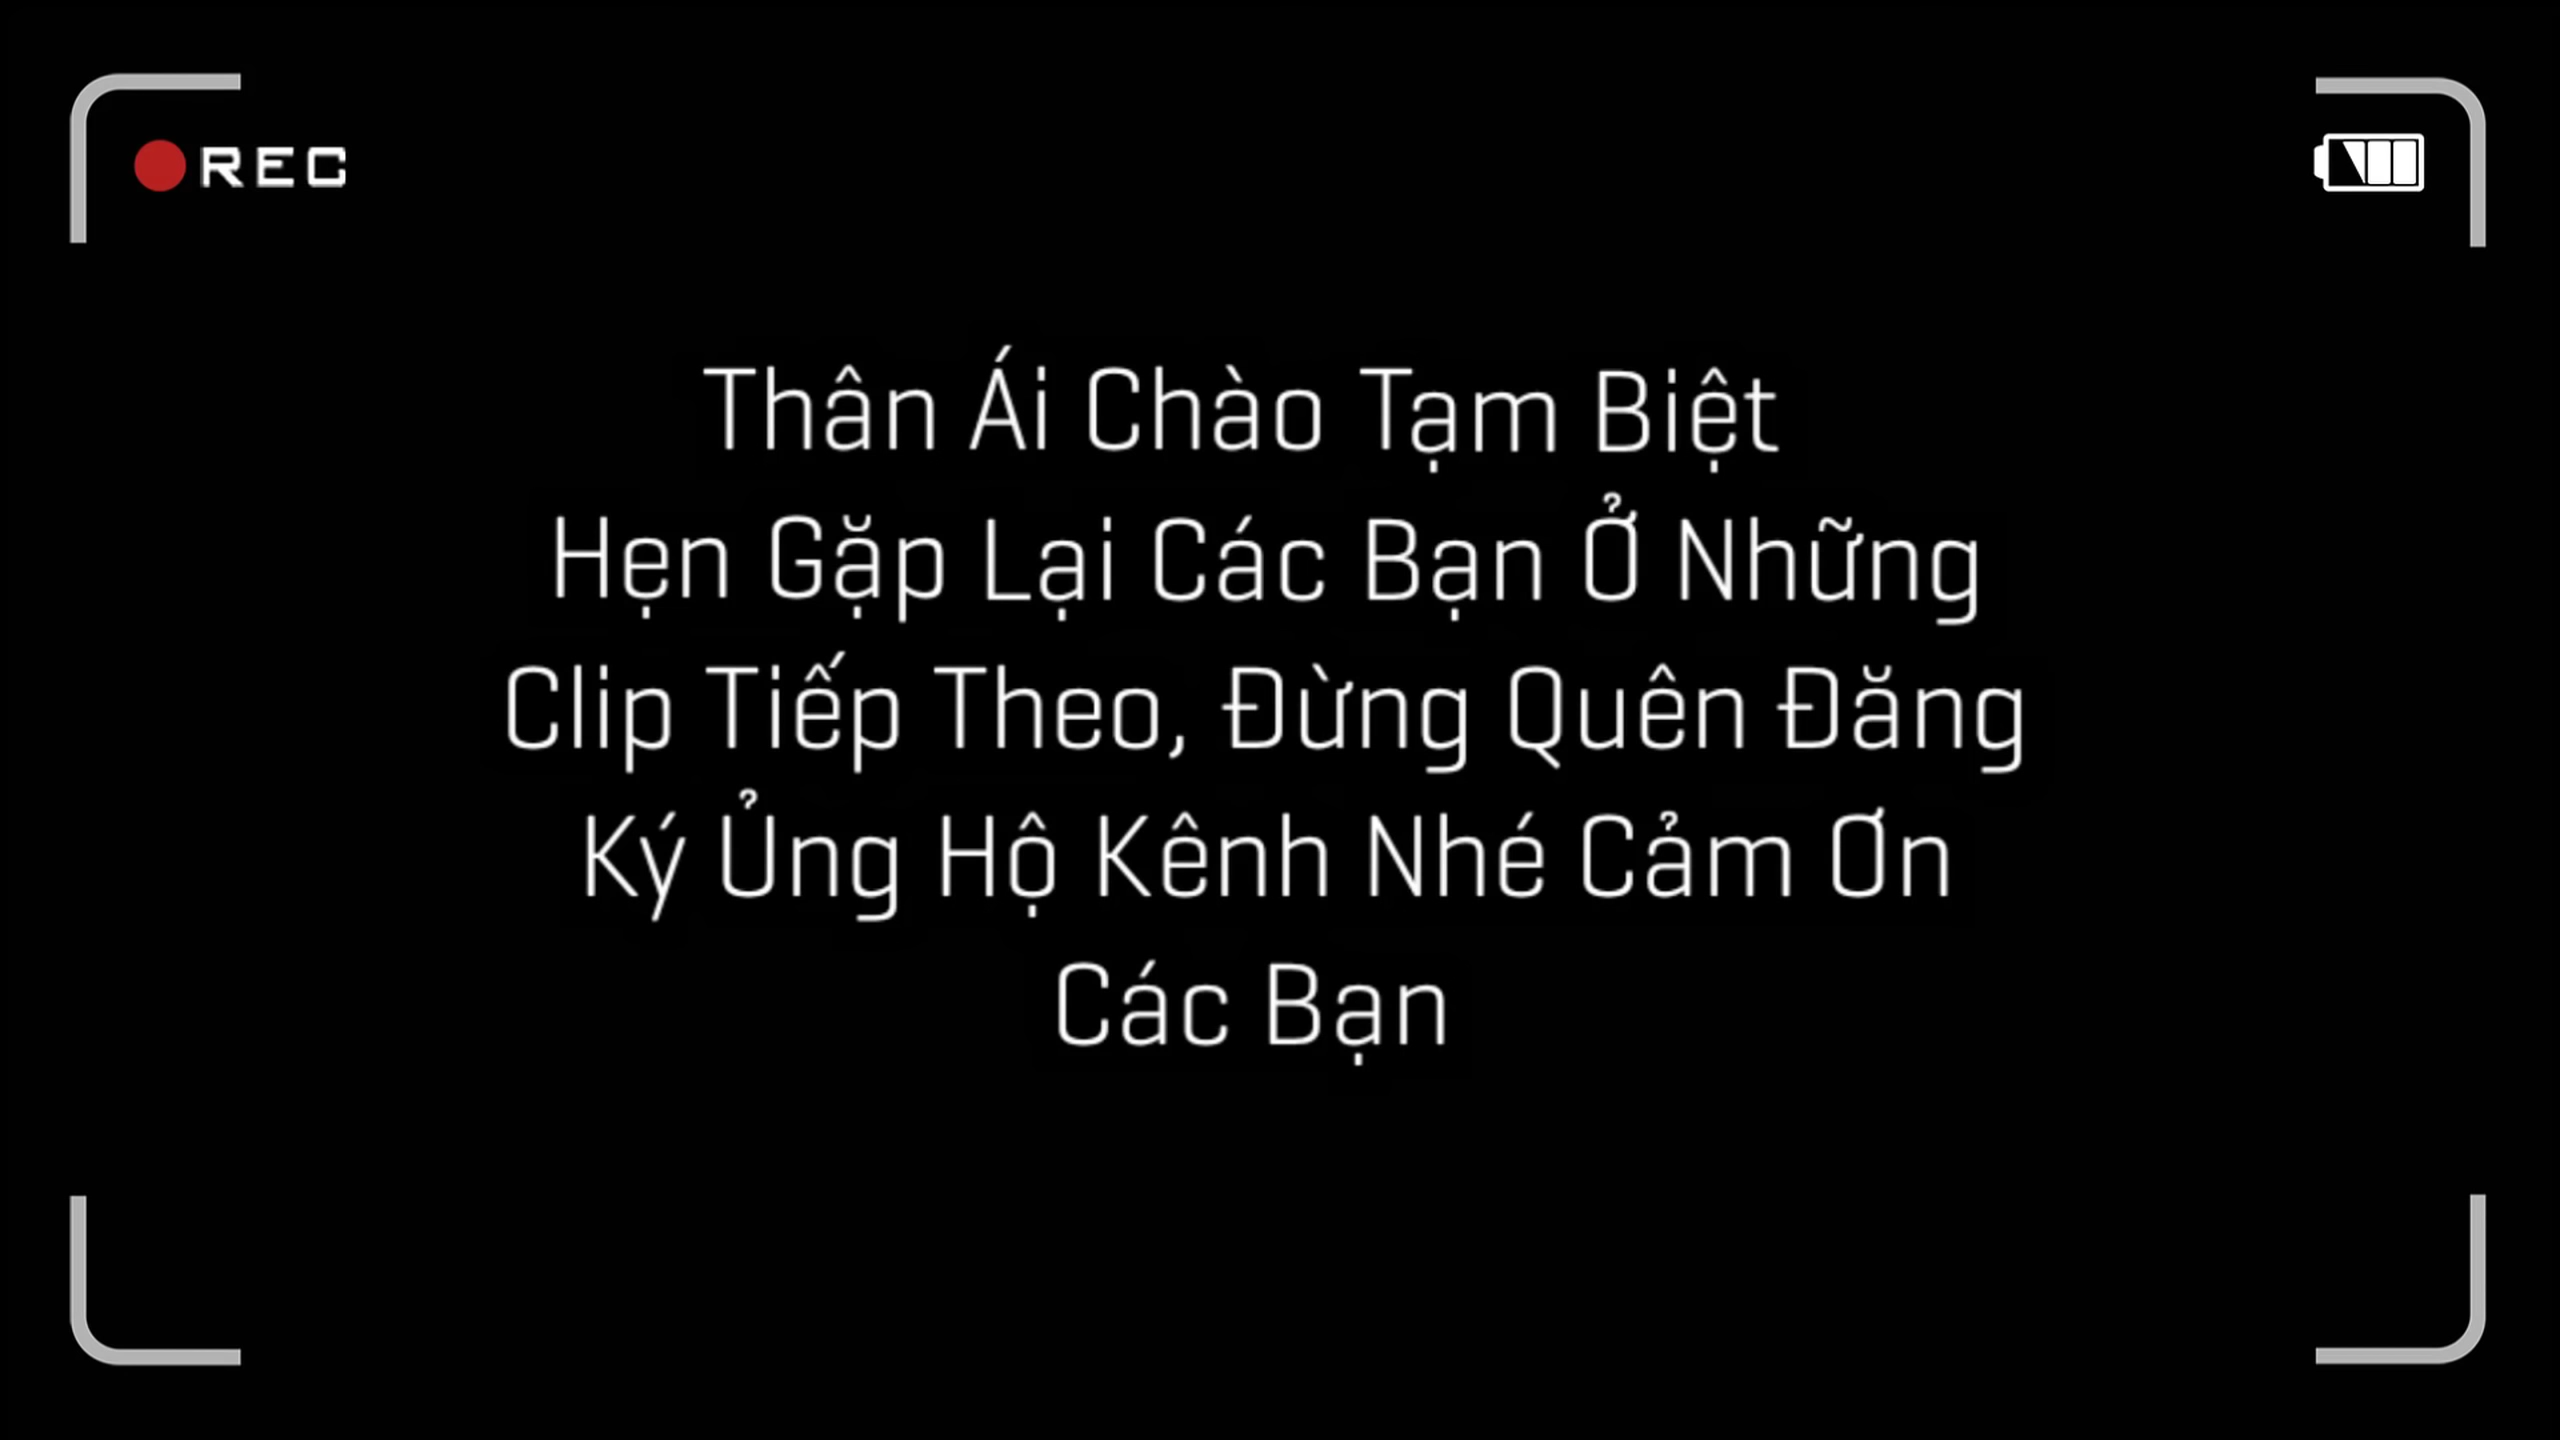 REC
Thân Ái Chào Tạm Biệt
Hẹn Gặp Lại Các Bạn Ở Những
Clip Tiếp Theo, Đừng Quên Đăng
Ký Ủng Hộ Kênh Nhé Cảm Ơn
Các Bạn